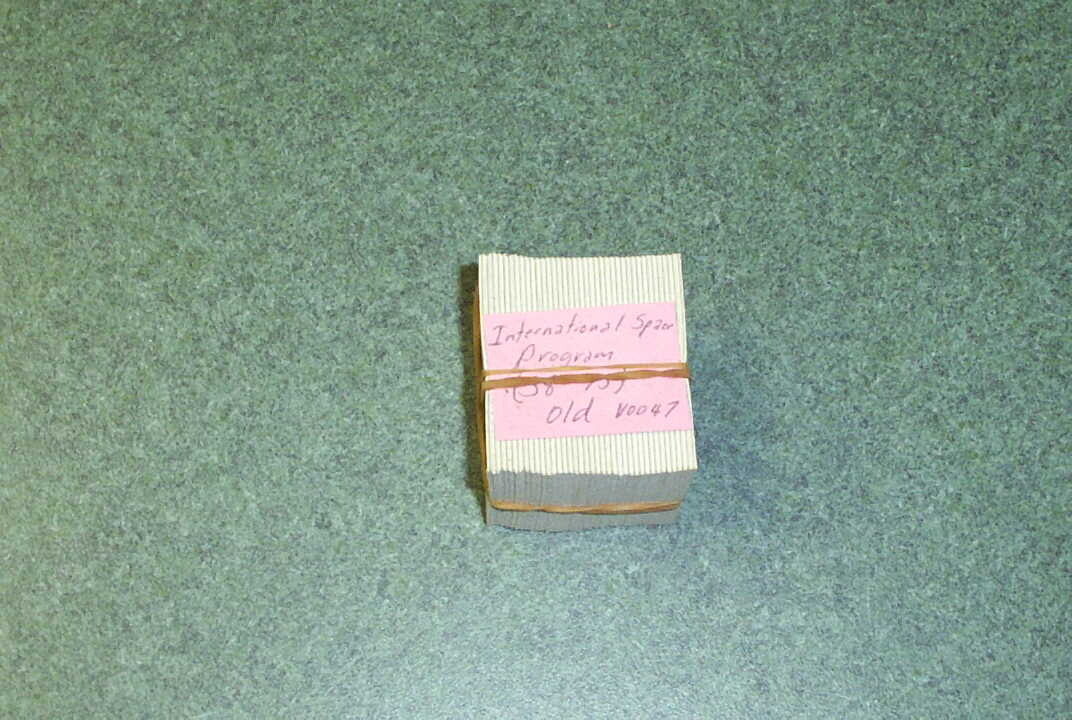 International Space
Program
Old V0047